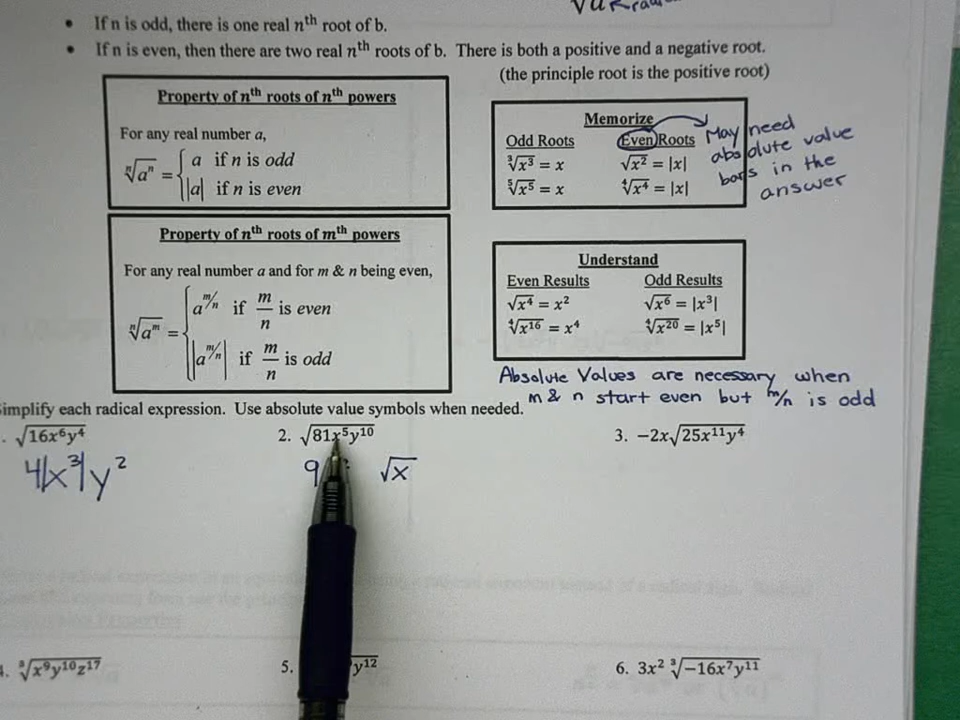 • If n is odd, there is one real nᵗʰ root of b.
• If n is even, then there are two real nᵗʰ roots of b. There is both a positive and a negative root.
(the principle root is the positive root)
Property of nᵗʰ roots of nᵗʰ powers
For any real number a,
ⁿ√aⁿ = { a if n is odd
|a| if n is even
Memorize
Odd Roots Even Roots
³√x³ = x √x² = |x|
⁵√x⁵ = x ⁴√x⁴ = |x|
May need
absolute value
bars in the
answer
Property of nᵗʰ roots of mᵗʰ powers
For any real number a and for m & n being even,
ⁿ√aᵐ = { a^(m/n) if m/n is even
|a^(m/n)| if m/n is odd
Understand
Even Results Odd Results
√x⁴ = x² √x⁶ = |x³|
⁴√x¹⁶ = x⁴ ⁴√x²⁰ = |x⁵|
Absolute Values are necessary when
m & n start even but m/n is odd
Simplify each radical expression. Use absolute value symbols when needed.
. √16x⁶y⁴ 2. √81x⁵y¹⁰ 3. −2x√25x¹¹y⁴
4|x³|y² 9 √x
4. ³√x⁹y¹⁰z¹⁷ 5. y¹² 6. 3x² ³√−16x⁷y¹¹